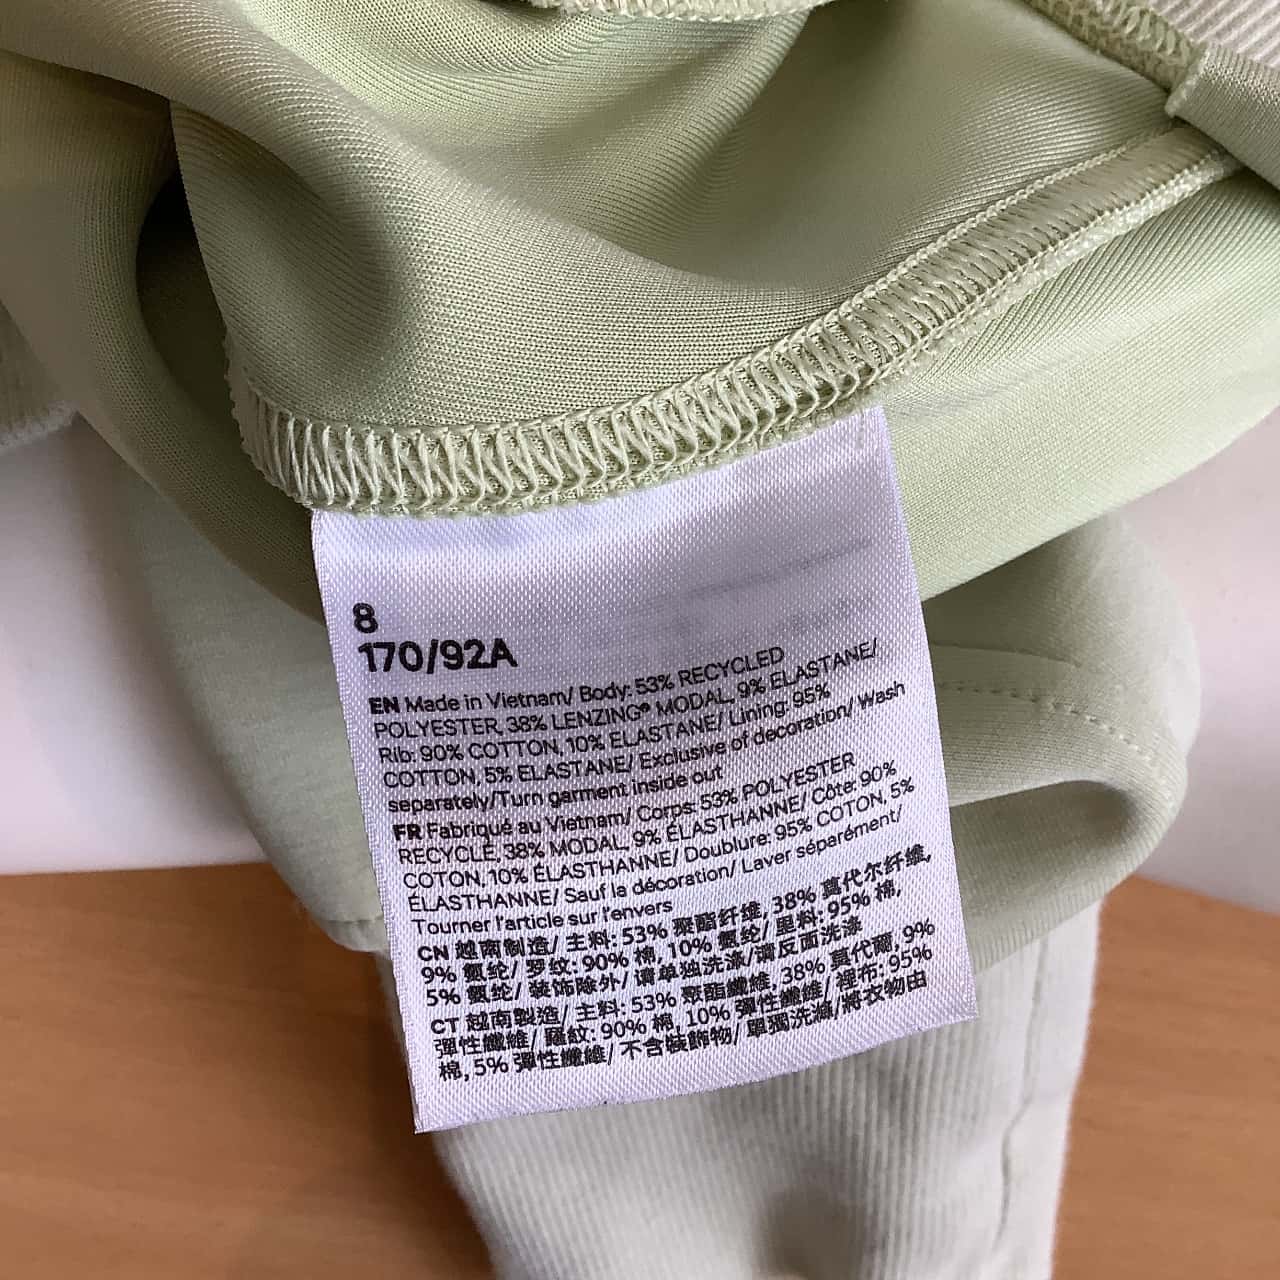 8
170/92A
EN Made in Vietnam/ Body: 53% RECYCLED
POLYESTER, 38% LENZING® MODAL, 9% ELASTANE/
Rib: 90% COTTON, 10% ELASTANE/ Lining: 95%
COTTON, 5% ELASTANE/ Exclusive of decoration/ Wash
separately/Turn garment inside out
FR Fabriqué au Vietnam/ Corps: 53% POLYESTER
RECYCLÉ, 38% MODAL, 9% ÉLASTHANNE/ Côte: 90%
COTON, 10% ÉLASTHANNE/ Doublure: 95% COTON, 5%
ÉLASTHANNE/ Sauf la décoration/ Laver séparément/
Tourner l'article sur l'envers
CN 越南制造/ 主料: 53% 聚酯纤维, 38% 莫代尔纤维,
9% 氨纶/ 罗纹: 90% 棉, 10% 氨纶/ 里料: 95% 棉,
5% 氨纶/ 装饰除外/ 请单独洗涤/请反面洗涤
CT 越南製造/ 主料: 53% 聚酯纖維, 38% 莫代爾, 9%
彈性纖維/ 羅紋: 90% 棉, 10% 彈性纖維/ 裡布: 95%
棉, 5% 彈性纖維/ 不含裝飾物/ 單獨洗滌/將衣物由